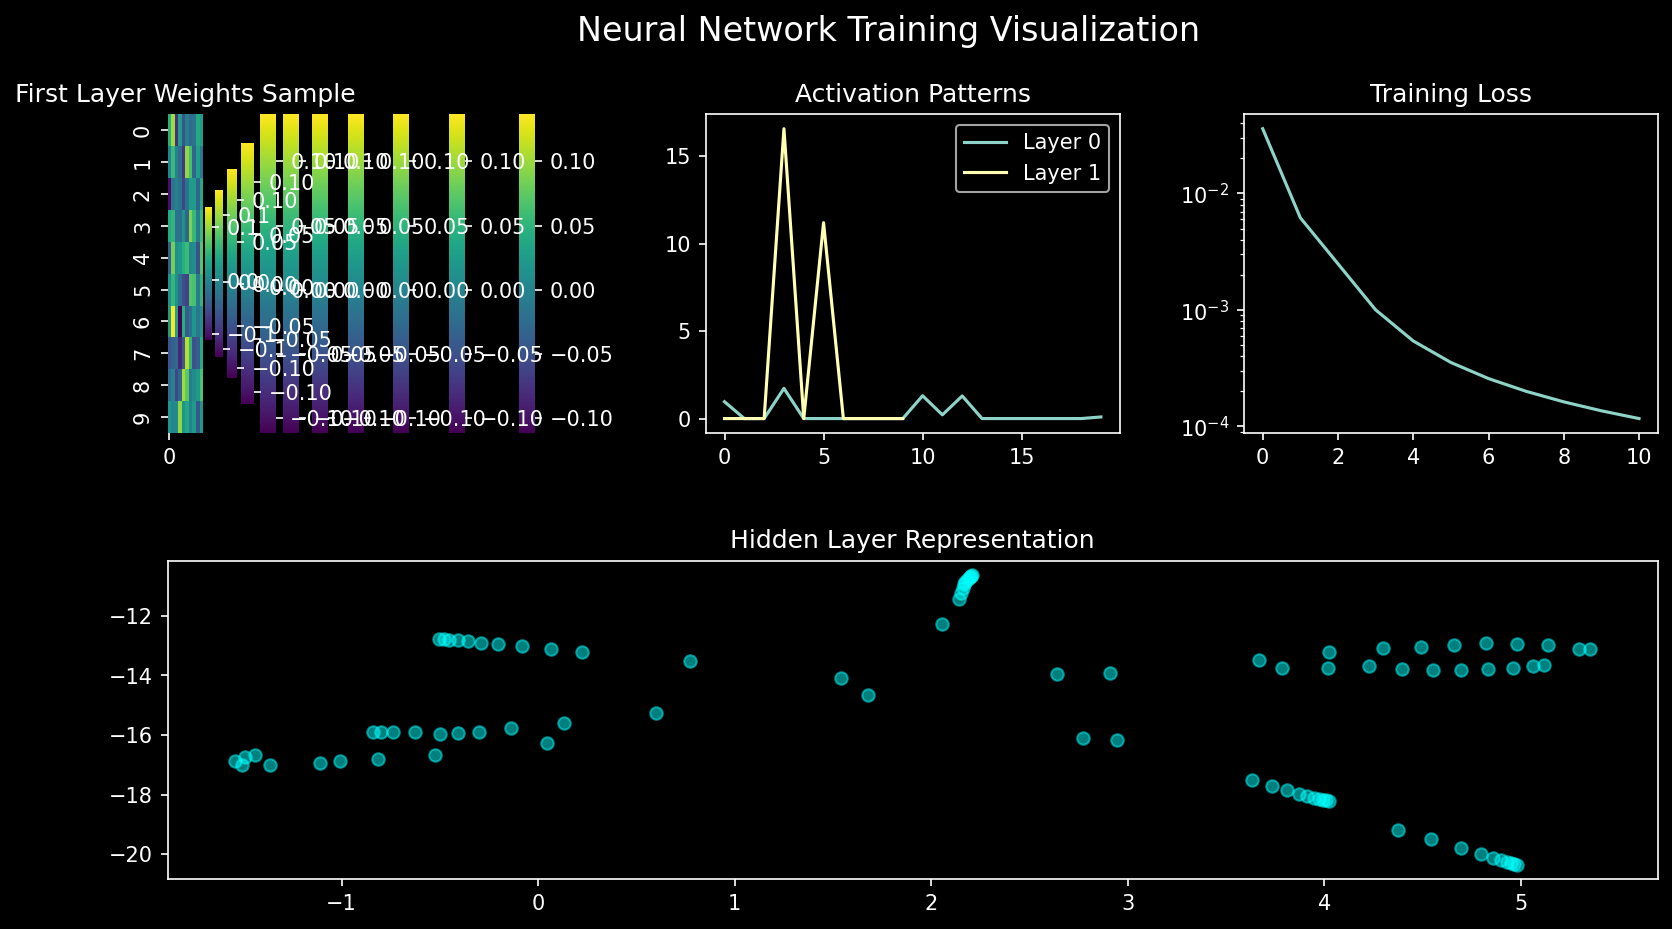 Neural Network Training Visualization
First Layer Weights Sample
0
1
2
3
4
5
6
7
8
9
0
0.10
0.05
0.00
−0.05
−0.10
Activation Patterns
Layer 0
Layer 1
15
10
5
0
0 5 10 15
Training Loss
10⁻²
10⁻³
10⁻⁴
0 2 4 6 8 10
Hidden Layer Representation
−12
−14
−16
−18
−20
−1 0 1 2 3 4 5